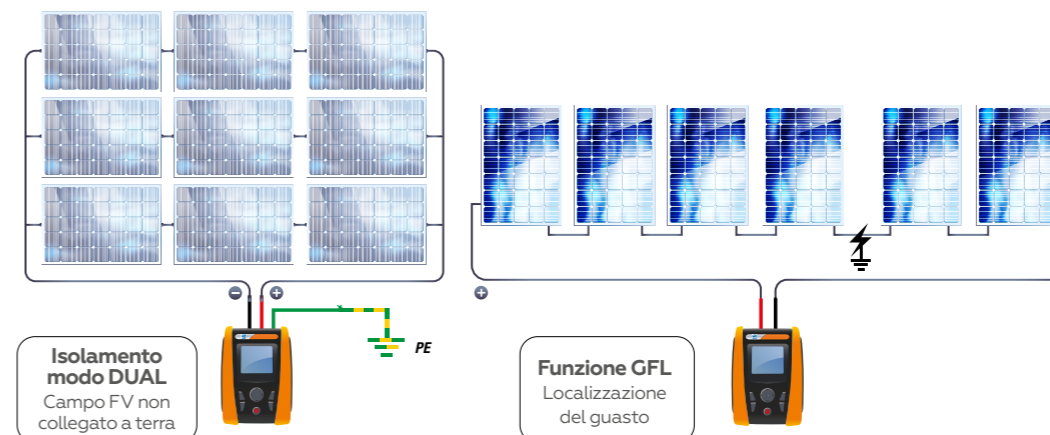 −
+
PE
Isolamento
modo DUAL
Campo FV non
collegato a terra
+
Funzione GFL
Localizzazione
del guasto